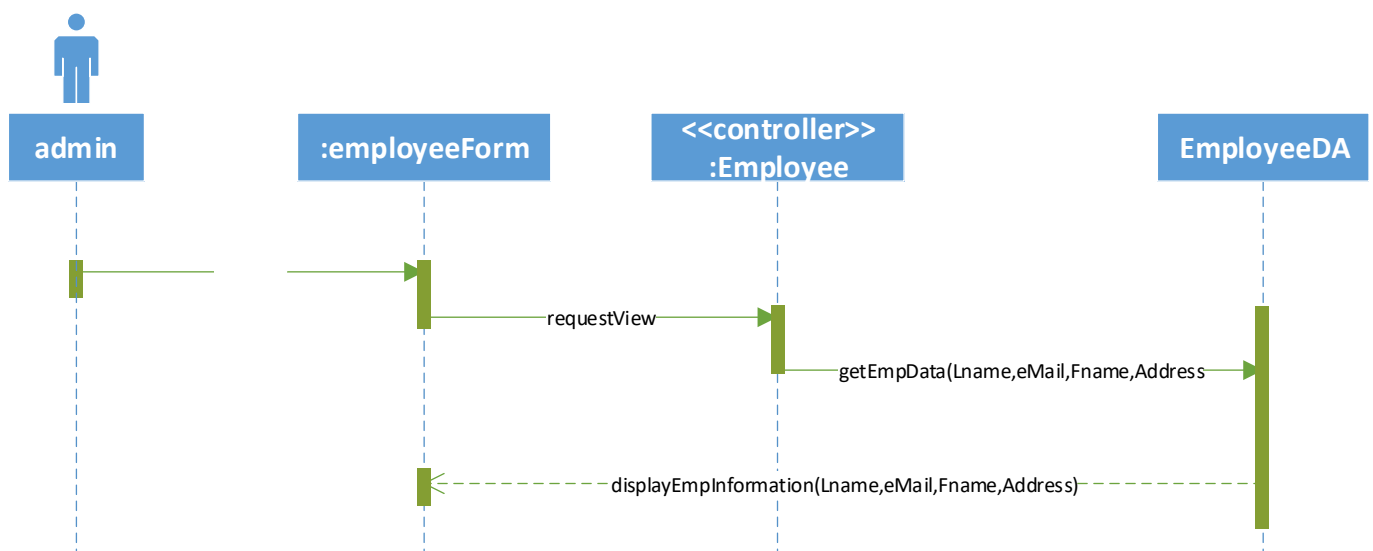 admin
:employeeForm
<<controller>>
:Employee
EmployeeDA
requestView
getEmpData(Lname,eMail,Fname,Address
displayEmpInformation(Lname,eMail,Fname,Address)